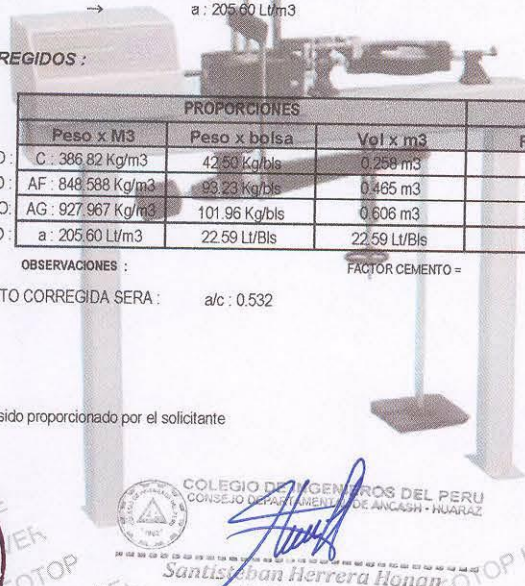 → a : 205.60 Lt/m3
REGIDOS :
PROPORCIONES
Peso x M3 Peso x bolsa Vol x m3
O : C : 386.82 Kg/m3 42.50 Kg/bls 0.258 m3
O : AF : 848.588 Kg/m3 93.23 Kg/bls 0.465 m3
O: AG : 927.967 Kg/m3 101.96 Kg/bls 0.606 m3
O : a : 205.60 Lt/m3 22.59 Lt/Bls 22.59 Lt/Bls
OBSERVACIONES : FACTOR CEMENTO =
TO CORREGIDA SERA : a/c : 0.532
sido proporcionado por el solicitante
COLEGIO DE INGENIEROS DEL PERU
CONSEJO DEPARTAMENTAL DE ANCASH - HUARAZ
Santisteban Herrera Honan